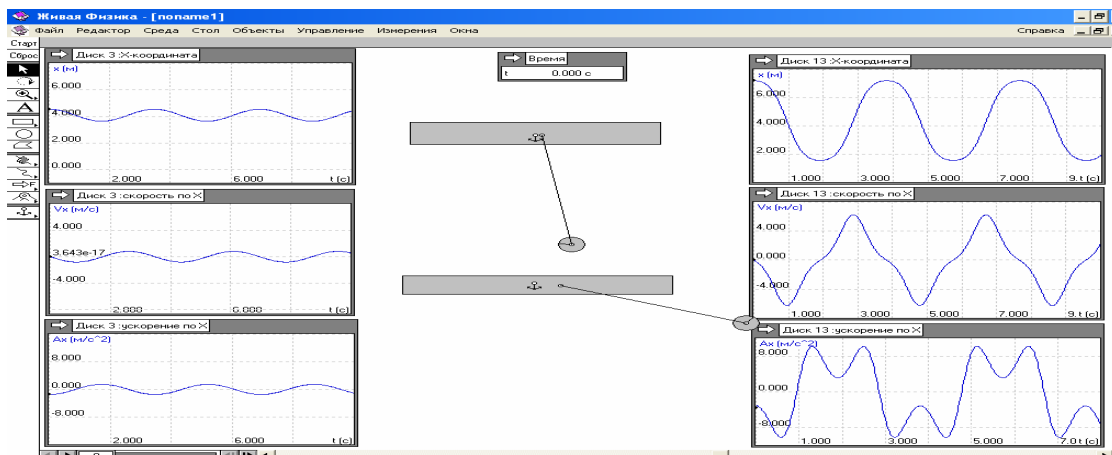 Живая Физика - [noname1]
Файл Редактор Среда Стол Объекты Управление Измерения Окна Справка
Старт
Сброс
A
F
Диск 3 :X-координата
x (м)
6.000
4.000
2.000
0.000
2.000 6.000 t (с)
Диск 3 :скорость по X
Vx (м/с)
4.000
3.643e-17
-4.000
2.000 6.000 t (с)
Диск 3 :ускорение по X
Ax (м/с^2)
8.000
0.000
-8.000
2.000 6.000 t (с)
Время
t 0.000 с
Диск 13 :X-координата
x (м)
6.000
4.000
2.000
1.000 3.000 5.000 7.000 9. t (с)
Диск 13 :скорость по X
Vx (м/с)
4.000
0.000
-4.000
1.000 3.000 5.000 7.000 9. t (с)
Диск 13 :ускорение по X
Ax (м/с^2)
8.000
0.000
-8.000
1.000 3.000 5.000 7.0 t (с)